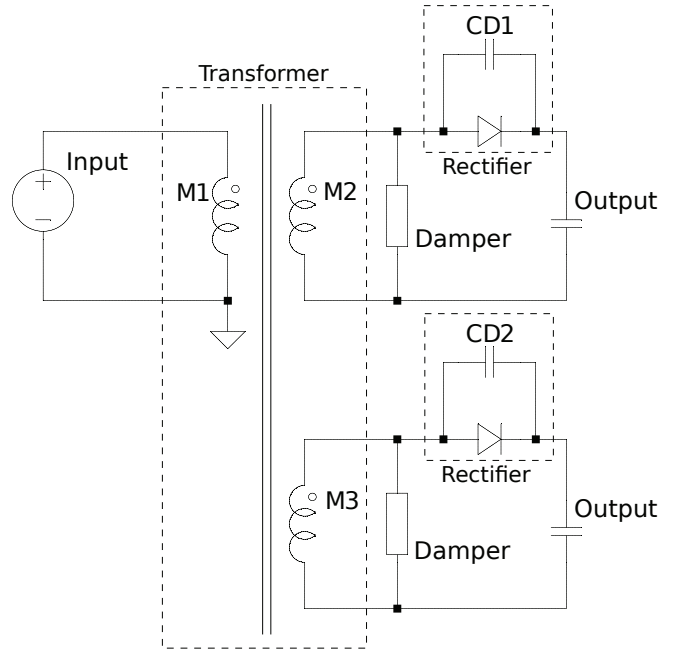 CD1
Transformer
Rectifier
Input
M1
M2
Output
Damper
CD2
Rectifier
M3
Output
Damper